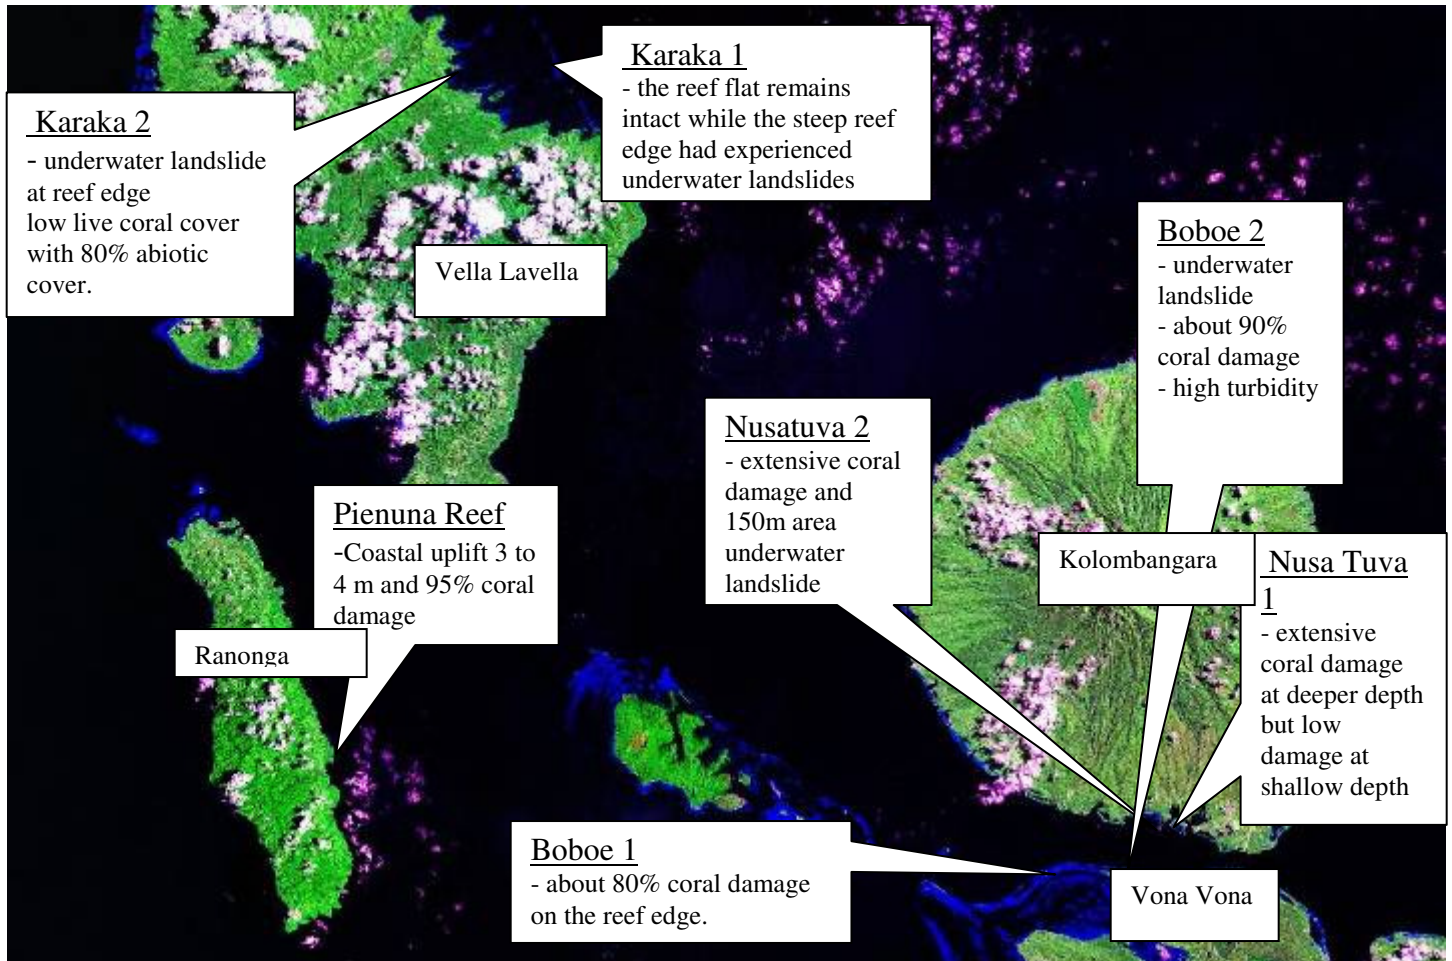 Karaka 1
- the reef flat remains
intact while the steep reef
edge had experienced
underwater landslides
Karaka 2
- underwater landslide
at reef edge
low live coral cover
with 80% abiotic
cover.
Vella Lavella
Boboe 2
- underwater
landslide
- about 90%
coral damage
- high turbidity
Nusatuva 2
- extensive coral
damage and
150m area
underwater
landslide
Pienuna Reef
-Coastal uplift 3 to
4 m and 95% coral
damage
Kolombangara
Nusa Tuva
1
- extensive
coral damage
at deeper depth
but low
damage at
shallow depth
Ranonga
Boboe 1
- about 80% coral damage
on the reef edge.
Vona Vona